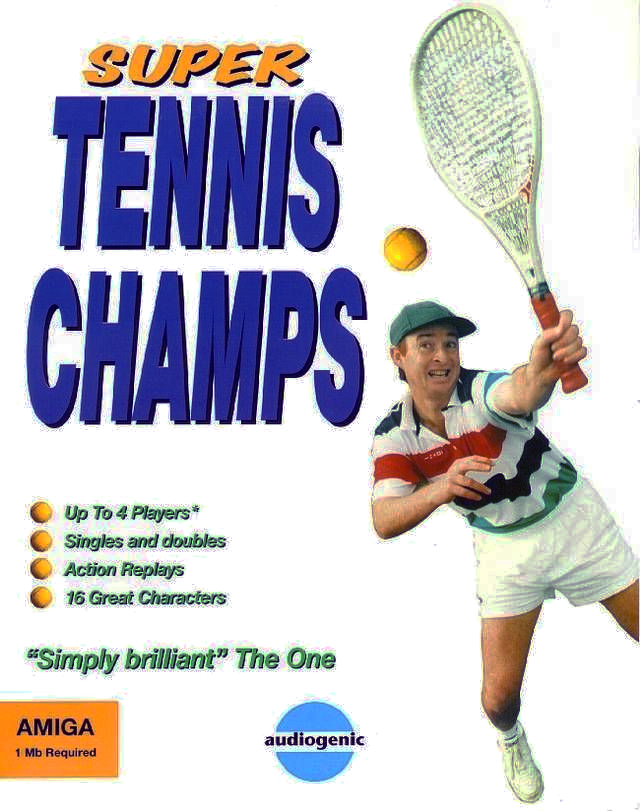 SUPER
TENNIS
CHAMPS
Up To 4 Players*
Singles and doubles
Action Replays
16 Great Characters
"Simply brilliant" The One
AMIGA
1 Mb Required
audiogenic